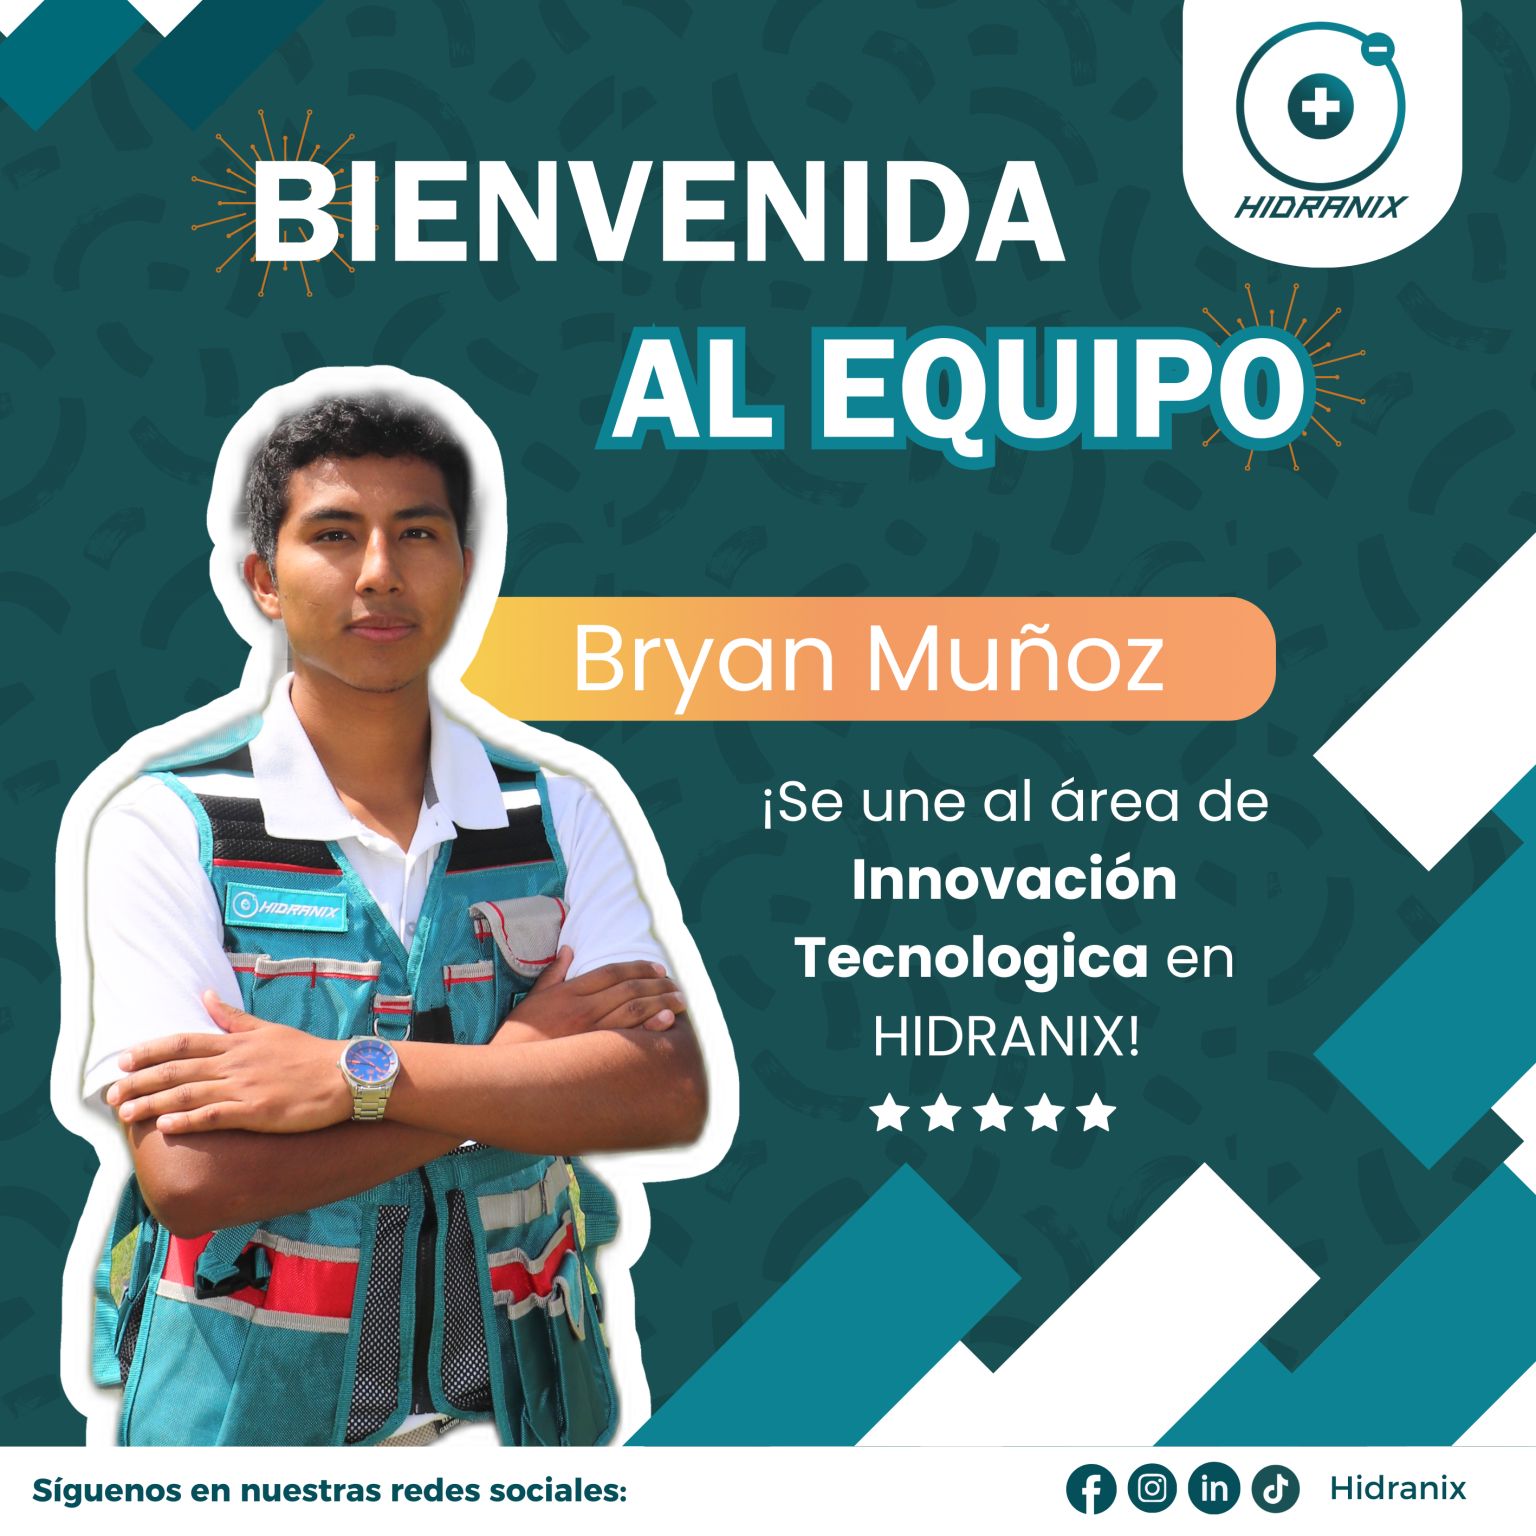 HIDRANIX
BIENVENIDA
AL EQUIPO
Bryan Muñoz
¡Se une al área de
Innovación
Tecnologica en
HIDRANIX!
HIDRANIX
Síguenos en nuestras redes sociales:
Hidranix